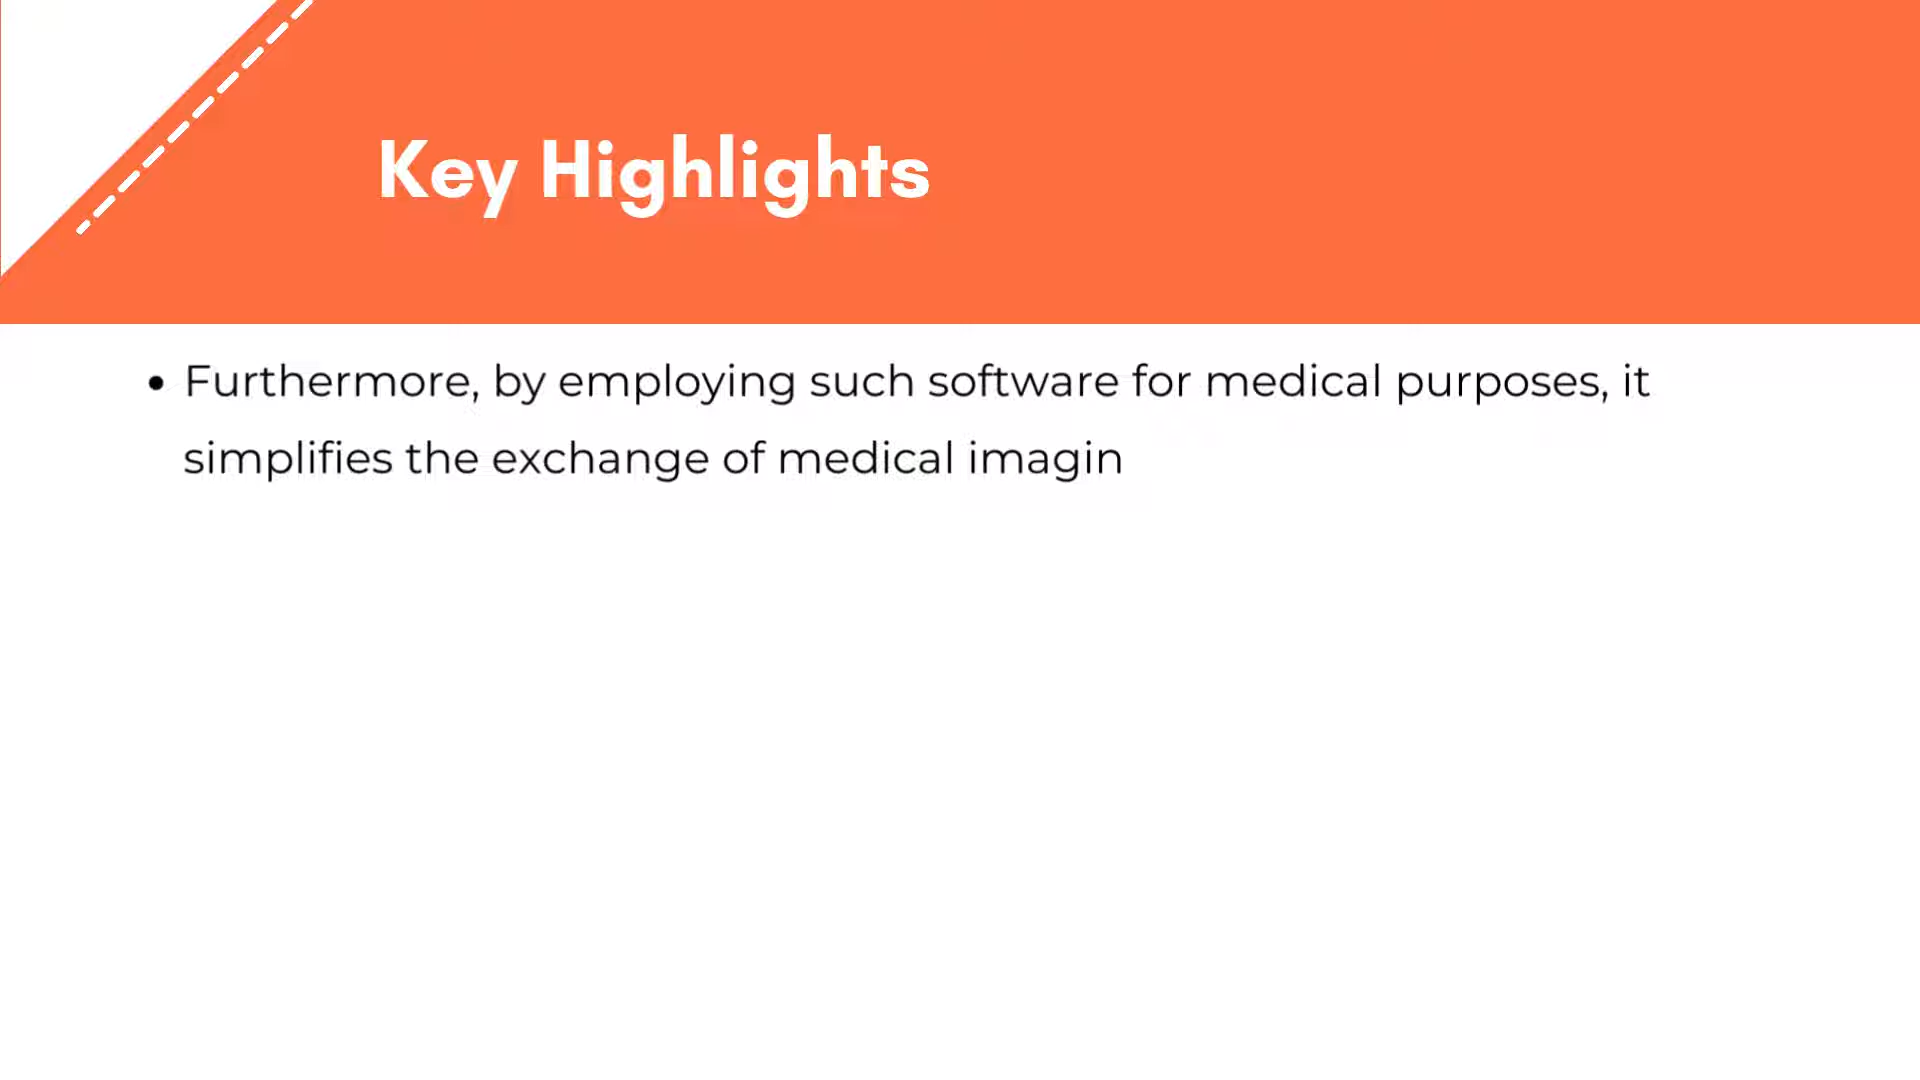 Key Highlights
• Furthermore, by employing such software for medical purposes, it
simplifies the exchange of medical imagin